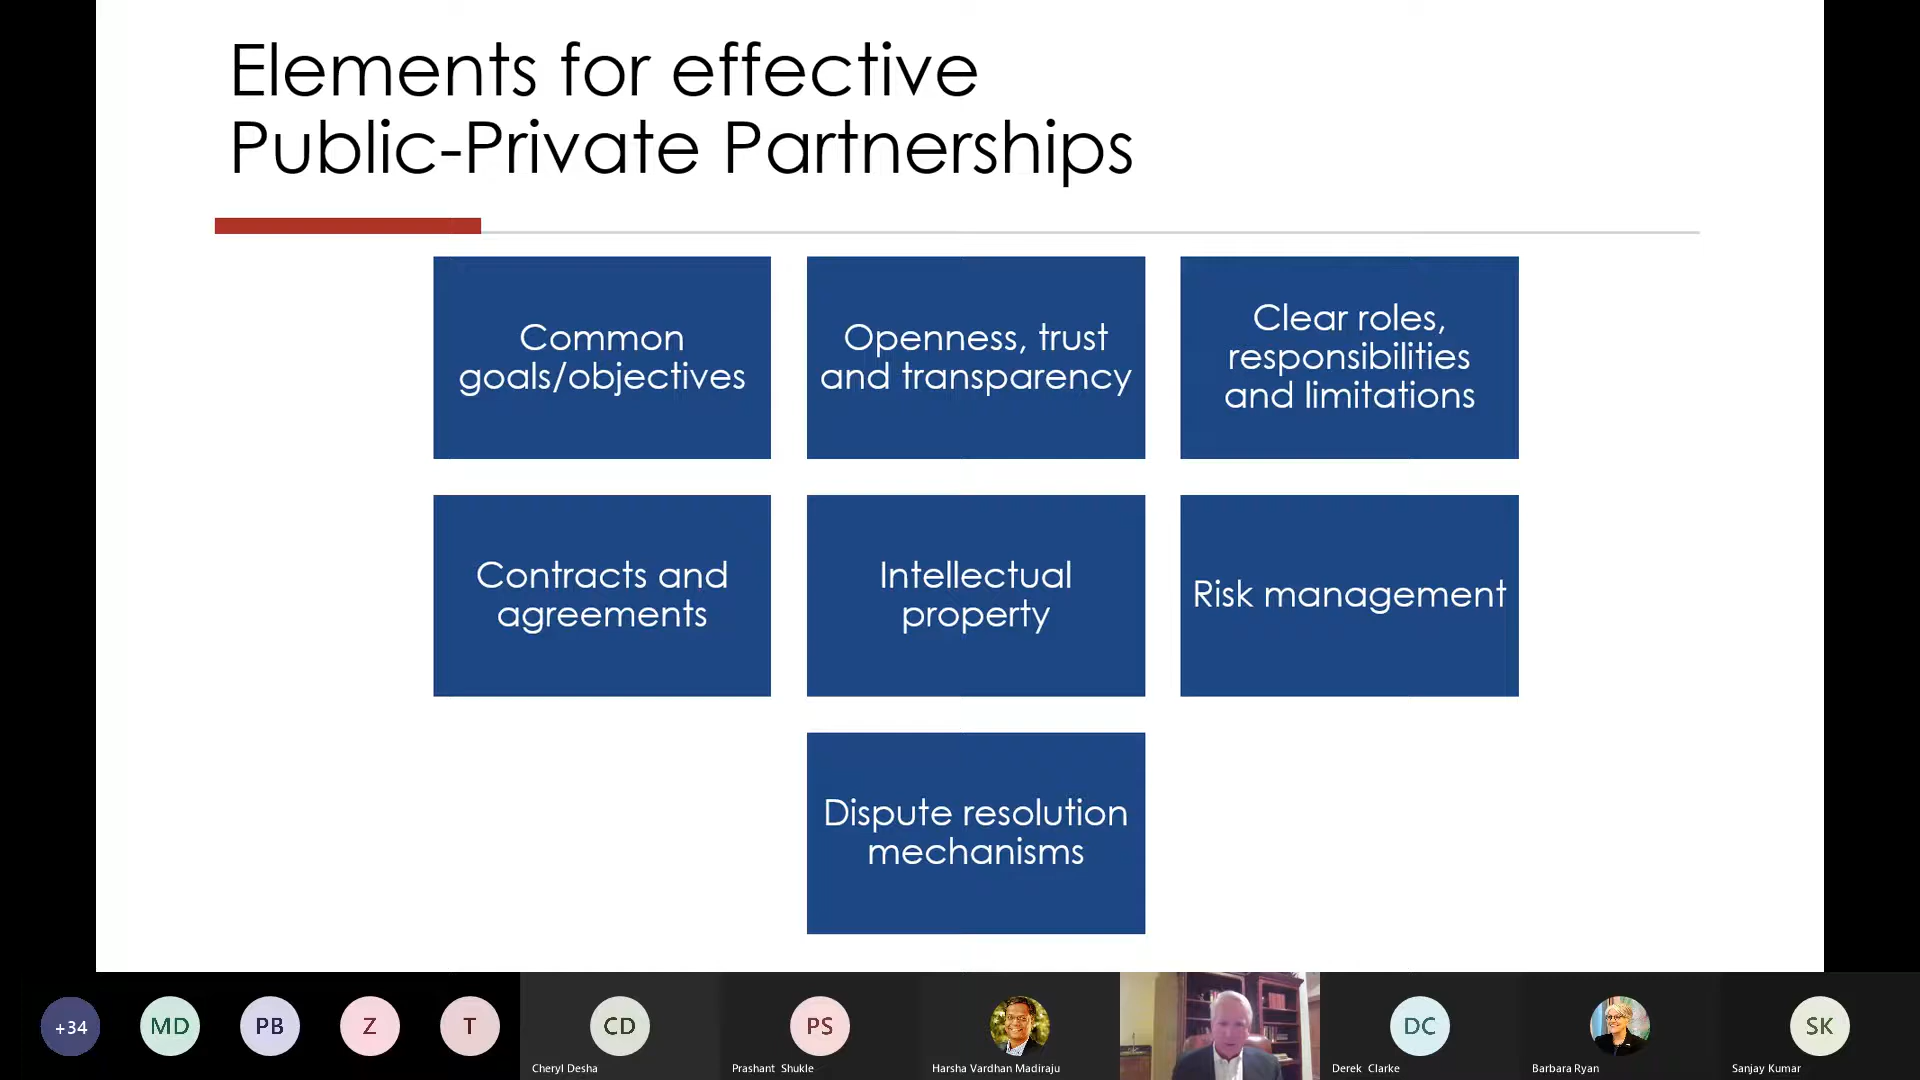 Elements for effective
Public-Private Partnerships
Common
goals/objectives
Openness, trust
and transparency
Clear roles,
responsibilities
and limitations
Contracts and
agreements
Intellectual
property
Risk management
Dispute resolution
mechanisms
+34
MD
PB
Z
T
CD
PS
DC
SK
Cheryl Desha
Prashant Shukle
Harsha Vardhan Madiraju
Derek Clarke
Barbara Ryan
Sanjay Kumar